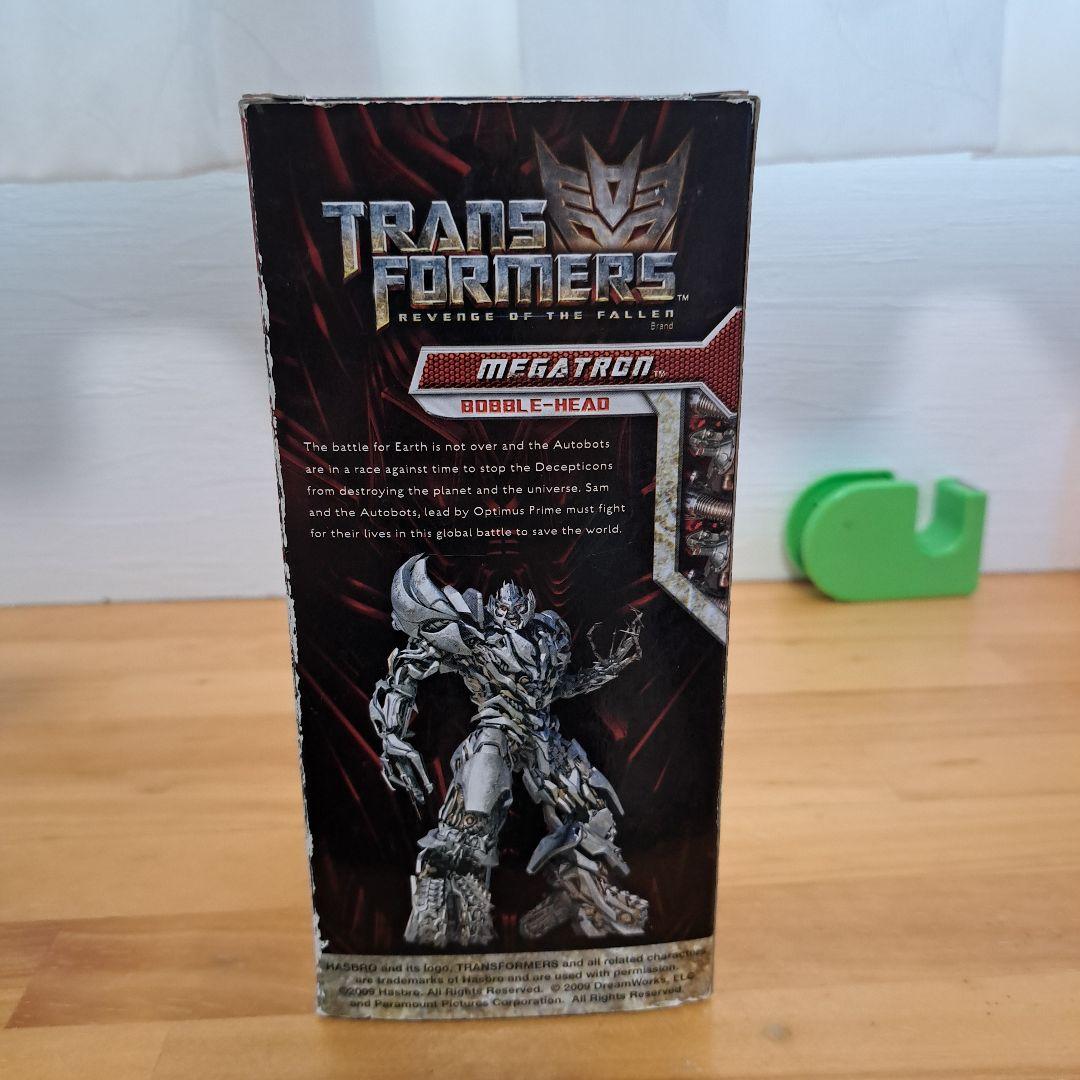 TRANS
FORMERS™
REVENGE OF THE FALLEN
Brand
MEGATRON™
BOBBLE-HEAD
The battle for Earth is not over and the Autobots
are in a race against time to stop the Decepticons
from destroying the planet and the universe. Sam
and the Autobots, lead by Optimus Prime must fight
for their lives in this global battle to save the world.
HASBRO and its logo, TRANSFORMERS and all related characters
are trademarks of Hasbro and are used with permission.
©2009 Hasbro. All Rights Reserved. © 2009 DreamWorks, LLC
and Paramount Pictures Corporation. All Rights Reserved.